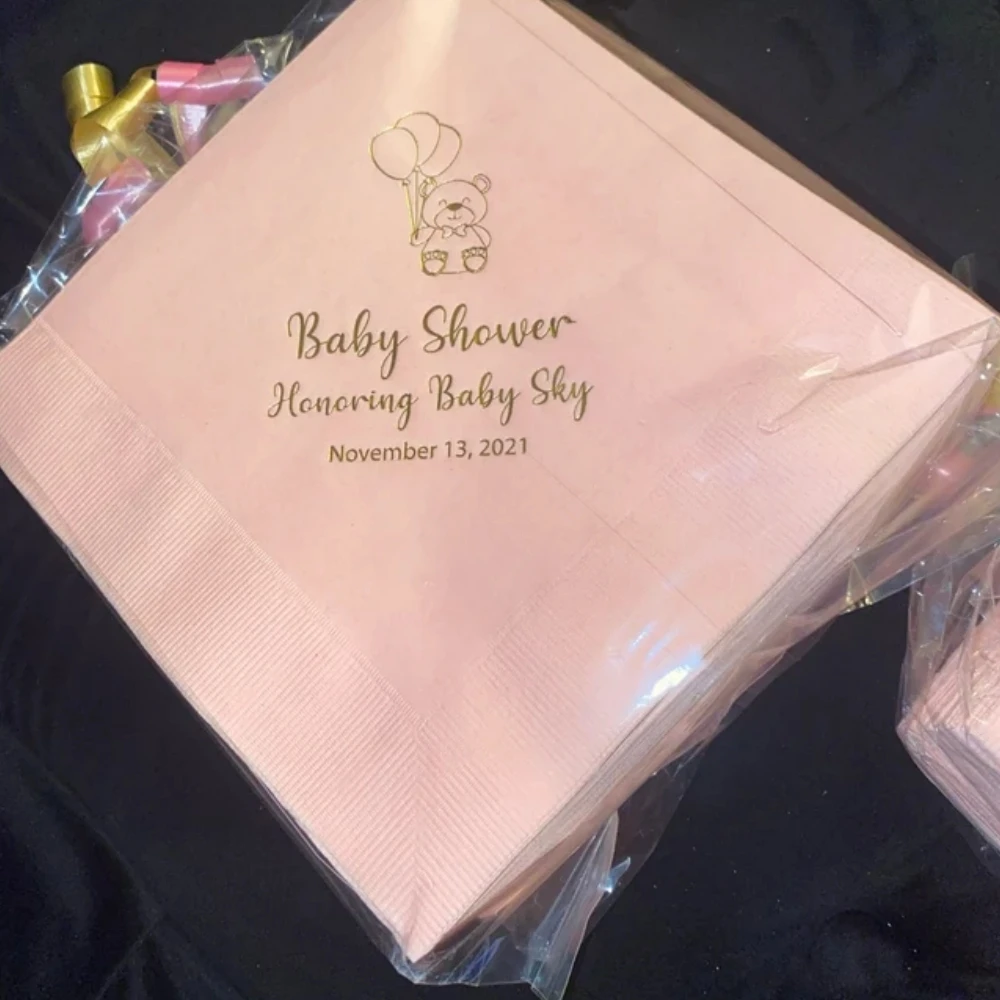 Baby Shower
Honoring Baby Sky
November 13, 2021